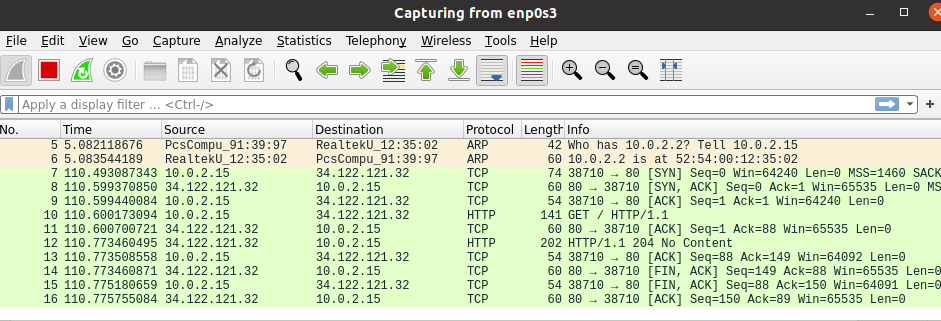 Capturing from enp0s3
File Edit View Go Capture Analyze Statistics Telephony Wireless Tools Help
Apply a display filter ... <Ctrl-/>
No. Time Source Destination Protocol Length Info
5 5.082118676 PcsCompu_91:39:97 RealtekU_12:35:02 ARP 42 Who has 10.0.2.2? Tell 10.0.2.15
6 5.083544189 RealtekU_12:35:02 PcsCompu_91:39:97 ARP 60 10.0.2.2 is at 52:54:00:12:35:02
7 110.493087343 10.0.2.15 34.122.121.32 TCP 74 38710 → 80 [SYN] Seq=0 Win=64240 Len=0 MSS=1460 SACK
8 110.599370850 34.122.121.32 10.0.2.15 TCP 60 80 → 38710 [SYN, ACK] Seq=0 Ack=1 Win=65535 Len=0 MS
9 110.599440084 10.0.2.15 34.122.121.32 TCP 54 38710 → 80 [ACK] Seq=1 Ack=1 Win=64240 Len=0
10 110.600173094 10.0.2.15 34.122.121.32 HTTP 141 GET / HTTP/1.1
11 110.600700721 34.122.121.32 10.0.2.15 TCP 60 80 → 38710 [ACK] Seq=1 Ack=88 Win=65535 Len=0
12 110.773460495 34.122.121.32 10.0.2.15 HTTP 202 HTTP/1.1 204 No Content
13 110.773508558 10.0.2.15 34.122.121.32 TCP 54 38710 → 80 [ACK] Seq=88 Ack=149 Win=64092 Len=0
14 110.773460871 34.122.121.32 10.0.2.15 TCP 60 80 → 38710 [FIN, ACK] Seq=149 Ack=88 Win=65535 Len=0
15 110.775180659 10.0.2.15 34.122.121.32 TCP 54 38710 → 80 [FIN, ACK] Seq=88 Ack=150 Win=64091 Len=0
16 110.775755084 34.122.121.32 10.0.2.15 TCP 60 80 → 38710 [ACK] Seq=150 Ack=89 Win=65535 Len=0